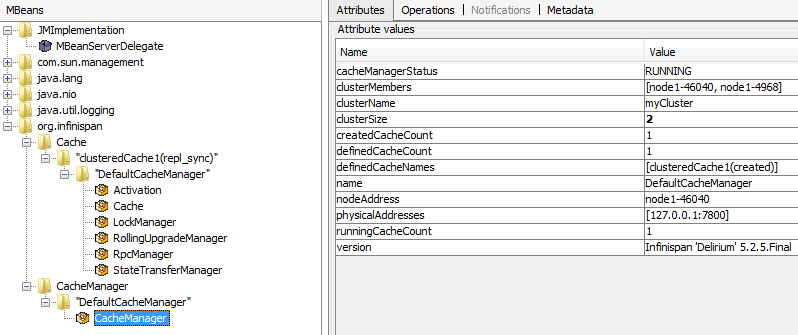 MBeans
JMImplementation
MBeanServerDelegate
com.sun.management
java.lang
java.nio
java.util.logging
org.infinispan
Cache
"clusteredCache1(repl_sync)"
"DefaultCacheManager"
Activation
Cache
LockManager
RollingUpgradeManager
RpcManager
StateTransferManager
CacheManager
"DefaultCacheManager"
CacheManager
Attributes Operations Notifications Metadata
Attribute values
Name Value
cacheManagerStatus RUNNING
clusterMembers [node1-46040, node1-4968]
clusterName myCluster
clusterSize 2
createdCacheCount 1
definedCacheCount 1
definedCacheNames [clusteredCache1(created)]
name DefaultCacheManager
nodeAddress node1-46040
physicalAddresses [127.0.0.1:7800]
runningCacheCount 1
version Infinispan 'Delirium' 5.2.5.Final